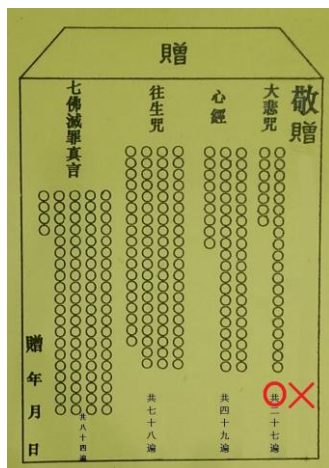 贈
敬贈
大悲咒
共二十七遍
心經
共四十九遍
往生咒
共七十八遍
七佛滅罪真言
共八十四遍
贈 年 月 日